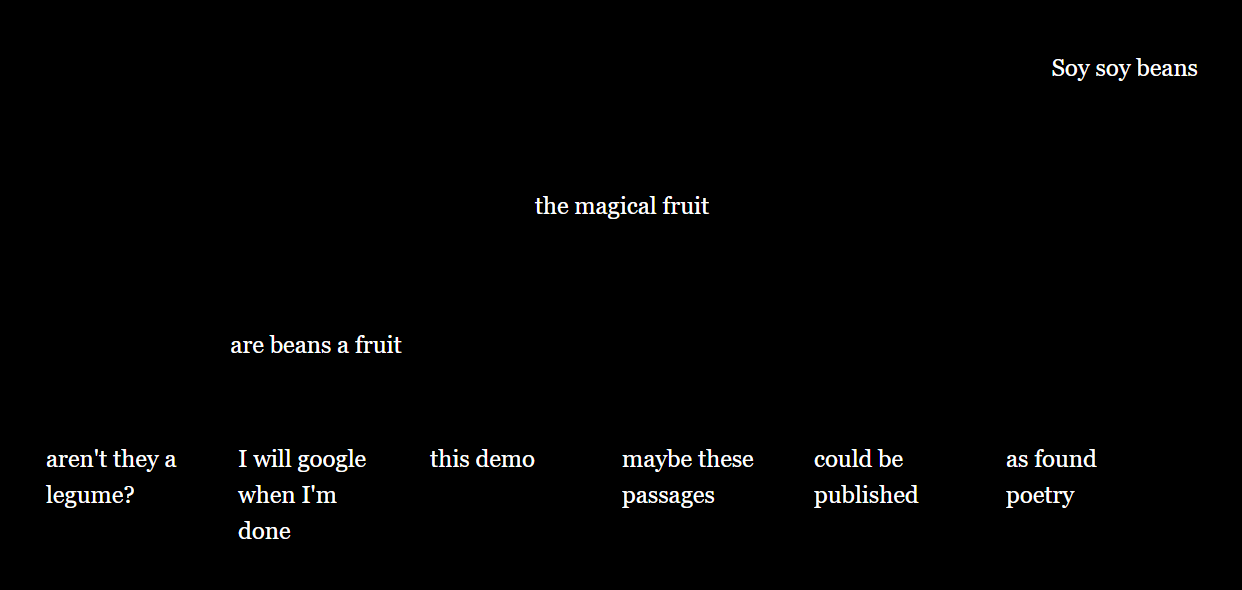 Soy soy beans
the magical fruit
are beans a fruit
aren't they a
legume?
I will google
when I'm
done
this demo
maybe these
passages
could be
published
as found
poetry